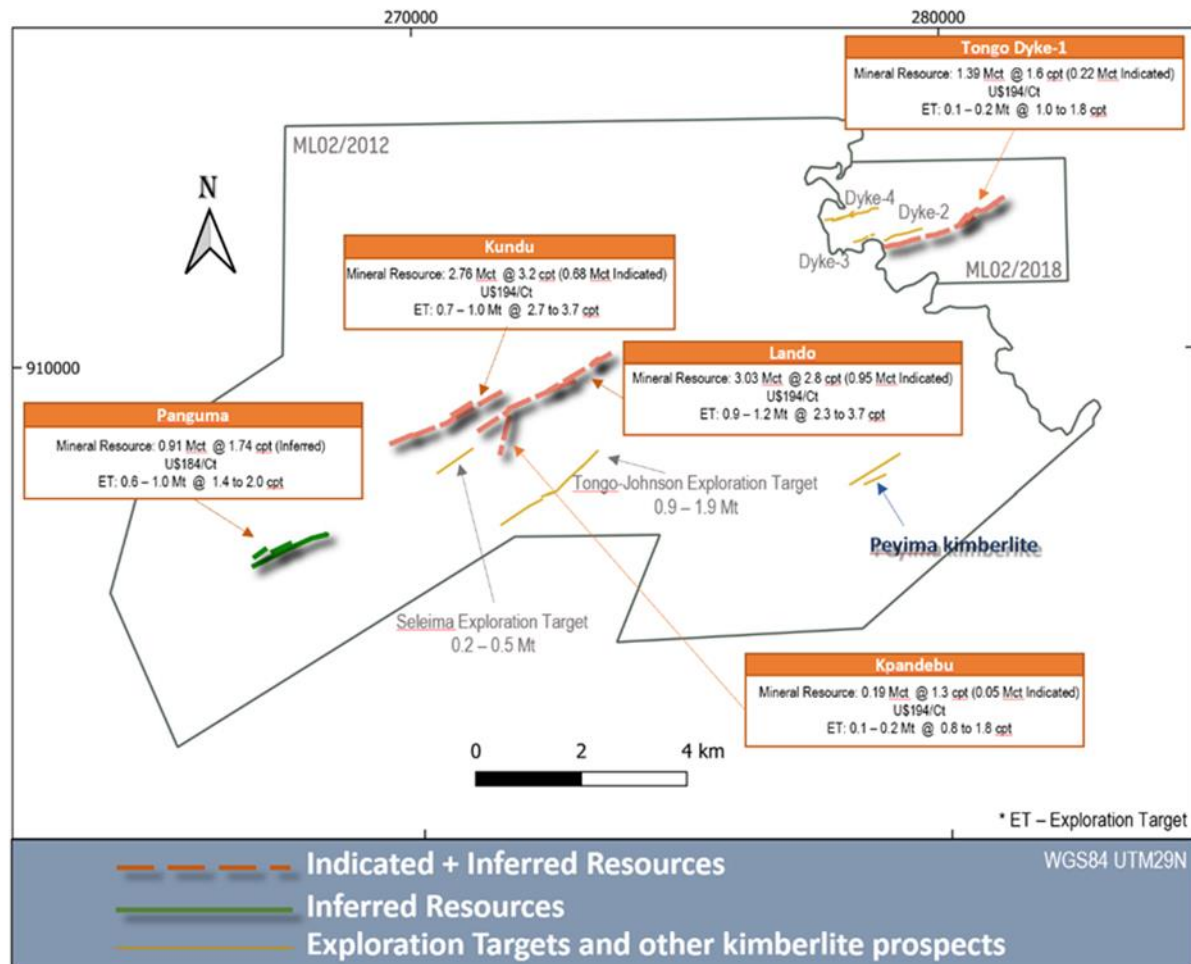 270000
280000
Tongo Dyke-1
Mineral Resource: 1.39 Mct @ 1.6 cpt (0.22 Mct Indicated)
U$194/Ct
ET: 0.1 – 0.2 Mt @ 1.0 to 1.8 cpt
ML02/2012
N
Dyke-4
Dyke-2
Dyke-3
ML02/2018
Kundu
Mineral Resource: 2.76 Mct @ 3.2 cpt (0.68 Mct Indicated)
U$194/Ct
ET: 0.7 – 1.0 Mt @ 2.7 to 3.7 cpt
910000
Lando
Mineral Resource: 3.03 Mct @ 2.8 cpt (0.95 Mct Indicated)
U$194/Ct
ET: 0.9 – 1.2 Mt @ 2.3 to 3.7 cpt
Panguma
Mineral Resource: 0.91 Mct @ 1.74 cpt (Inferred)
U$184/Ct
ET: 0.6 – 1.0 Mt @ 1.4 to 2.0 cpt
Tongo-Johnson Exploration Target
0.9 – 1.9 Mt
Peyima kimberlite
Seleima Exploration Target
0.2 – 0.5 Mt
Kpandebu
Mineral Resource: 0.19 Mct @ 1.3 cpt (0.05 Mct Indicated)
U$194/Ct
ET: 0.1 – 0.2 Mt @ 0.8 to 1.8 cpt
0 2 4 km
* ET – Exploration Target
270000
280000
WGS84 UTM29N
Indicated + Inferred Resources
Inferred Resources
Exploration Targets and other kimberlite prospects